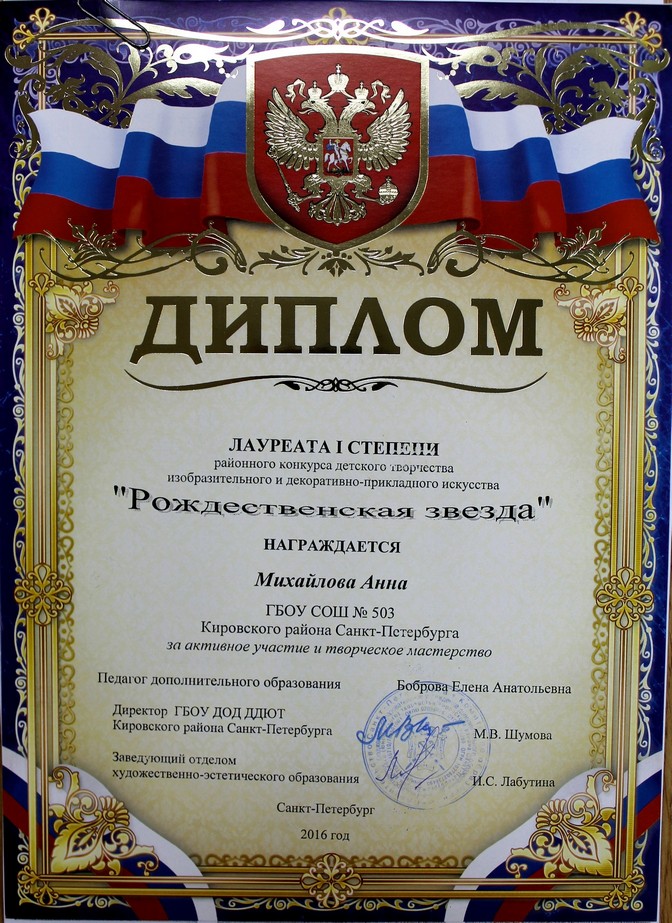 ДИПЛОМ
ЛАУРЕАТА I СТЕПЕНИ
районного конкурса детского творчества
изобразительного и декоративно-прикладного искусства
"Рождественская звезда"
НАГРАЖДАЕТСЯ
Михайлова Анна
ГБОУ СОШ № 503
Кировского района Санкт-Петербурга
за активное участие и творческое мастерство
Педагог дополнительного образования Боброва Елена Анатольевна
Директор ГБОУ ДОД ДДЮТ
Кировского района Санкт-Петербурга М.В. Шумова
Заведующий отделом
художественно-эстетического образования И.С. Лабутина
Санкт-Петербург
2016 год